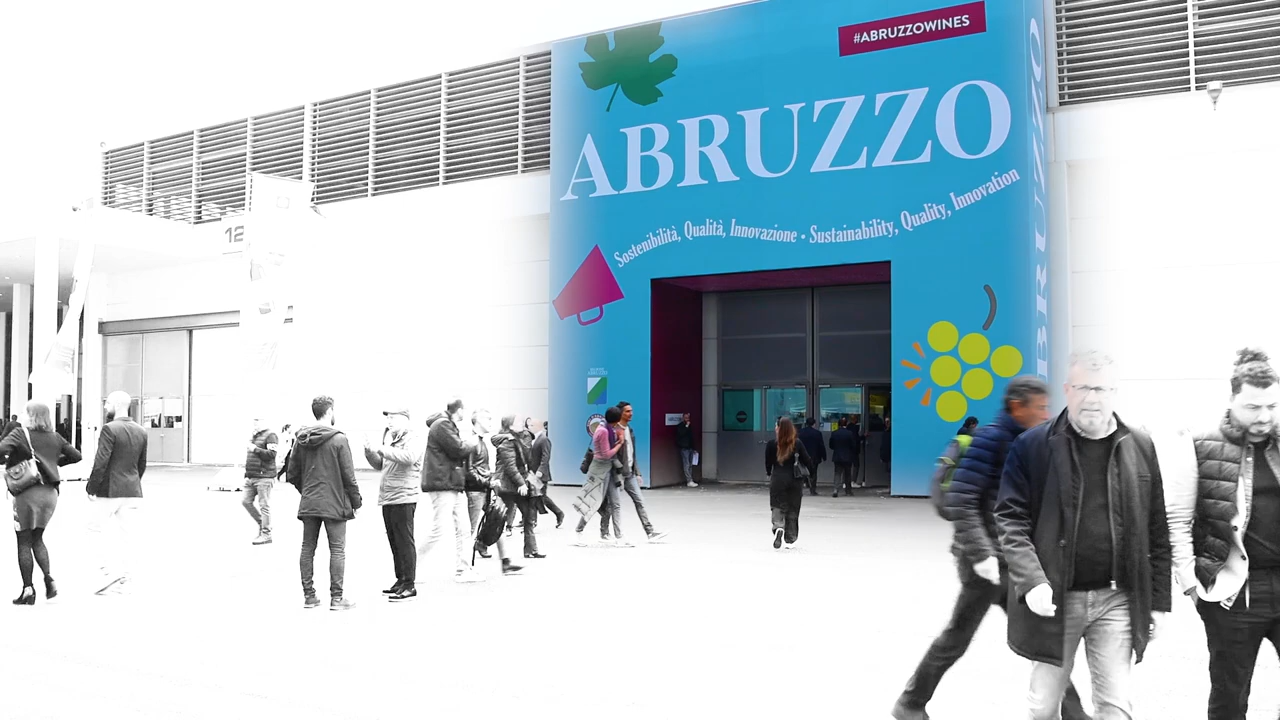 #ABRUZZOWINES
ABRUZZO
Sostenibilità, Qualità, Innovazione • Sustainability, Quality, Innovation
ABRUZZO
12